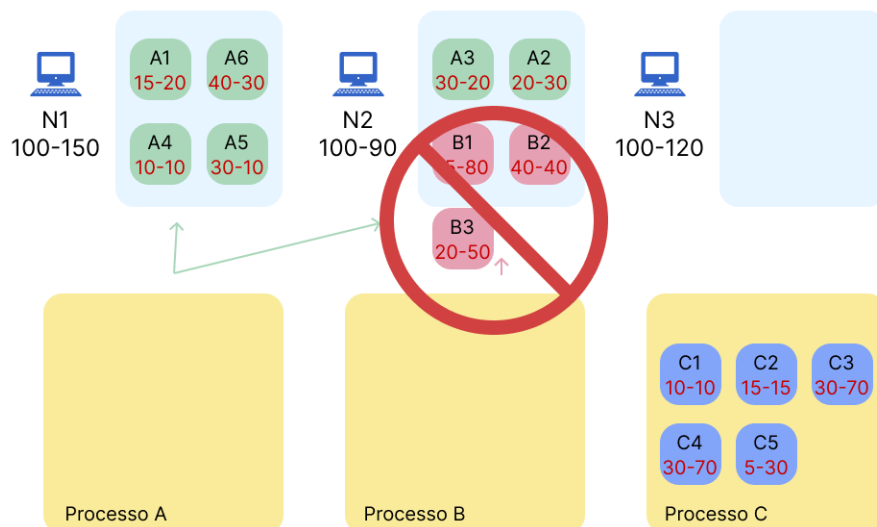 N1
100-150
A1
15-20
A6
40-30
A4
10-10
A5
30-10
N2
100-90
A3
30-20
A2
20-30
B1
5-80
B2
40-40
B3
20-50
N3
100-120
Processo A
Processo B
C1
10-10
C2
15-15
C3
30-70
C4
30-70
C5
5-30
Processo C